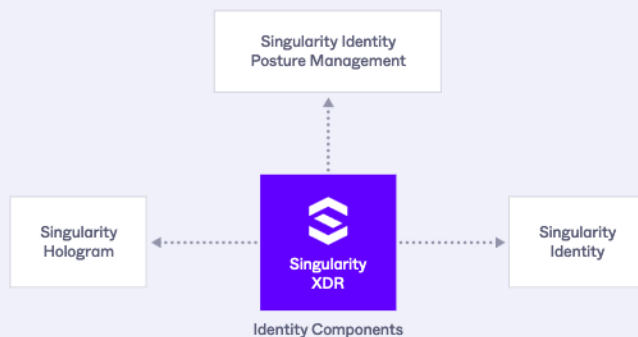 Singularity Identity
Posture Management
Singularity
Hologram
Singularity
XDR
Singularity
Identity
Identity Components